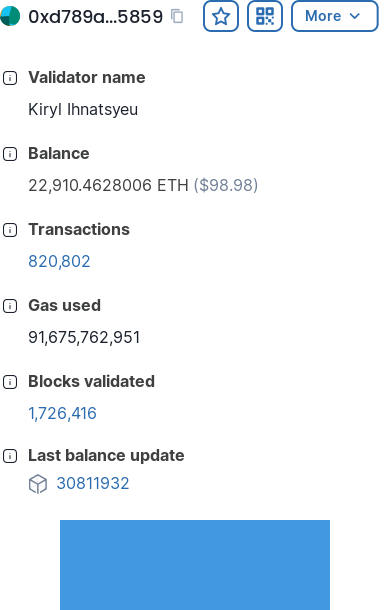 0xd789a...5859
More
Validator name
Kiryl Ihnatsyeu
Balance
22,910.4628006 ETH ($98.98)
Transactions
820,802
Gas used
91,675,762,951
Blocks validated
1,726,416
Last balance update
30811932